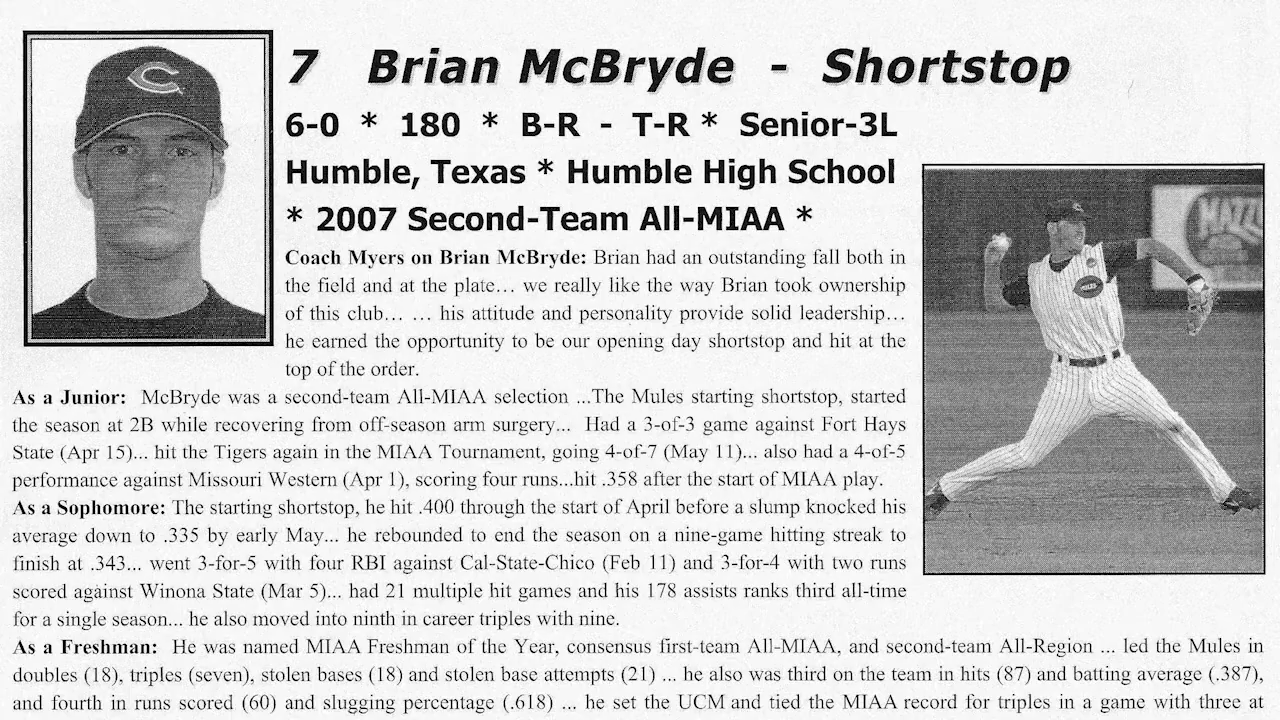 7 Brian McBryde - Shortstop
6-0 * 180 * B-R - T-R * Senior-3L
Humble, Texas * Humble High School
* 2007 Second-Team All-MIAA *
Coach Myers on Brian McBryde: Brian had an outstanding fall both in
the field and at the plate… we really like the way Brian took ownership
of this club… … his attitude and personality provide solid leadership…
he earned the opportunity to be our opening day shortstop and hit at the
top of the order.
As a Junior: McBryde was a second-team All-MIAA selection ...The Mules starting shortstop, started
the season at 2B while recovering from off-season arm surgery... Had a 3-of-3 game against Fort Hays
State (Apr 15)... hit the Tigers again in the MIAA Tournament, going 4-of-7 (May 11)... also had a 4-of-5
performance against Missouri Western (Apr 1), scoring four runs...hit .358 after the start of MIAA play.
As a Sophomore: The starting shortstop, he hit .400 through the start of April before a slump knocked his
average down to .335 by early May... he rebounded to end the season on a nine-game hitting streak to
finish at .343... went 3-for-5 with four RBI against Cal-State-Chico (Feb 11) and 3-for-4 with two runs
scored against Winona State (Mar 5)... had 21 multiple hit games and his 178 assists ranks third all-time
for a single season... he also moved into ninth in career triples with nine.
As a Freshman: He was named MIAA Freshman of the Year, consensus first-team All-MIAA, and second-team All-Region ... led the Mules in
doubles (18), triples (seven), stolen bases (18) and stolen base attempts (21) ... he also was third on the team in hits (87) and batting average (.387),
and fourth in runs scored (60) and slugging percentage (.618) ... he set the UCM and tied the MIAA record for triples in a game with three at